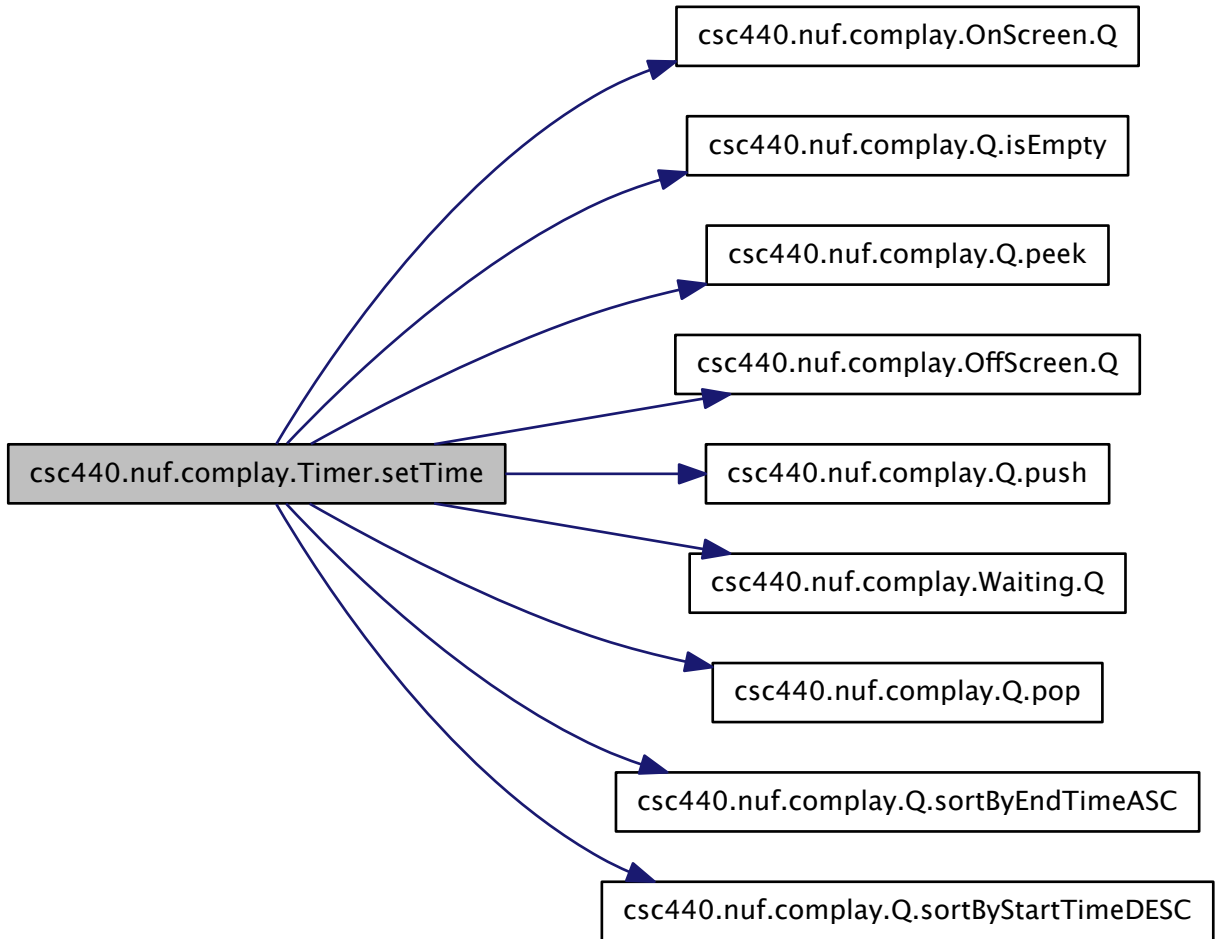 csc440.nuf.complay.OnScreen.Q
csc440.nuf.complay.Q.isEmpty
csc440.nuf.complay.Q.peek
csc440.nuf.complay.OffScreen.Q
csc440.nuf.complay.Timer.setTime
csc440.nuf.complay.Q.push
csc440.nuf.complay.Waiting.Q
csc440.nuf.complay.Q.pop
csc440.nuf.complay.Q.sortByEndTimeASC
csc440.nuf.complay.Q.sortByStartTimeDESC